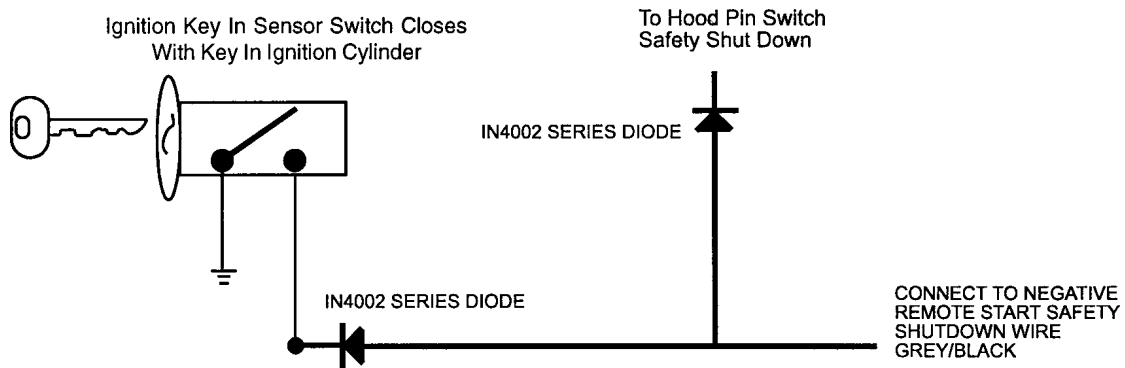 Ignition Key In Sensor Switch Closes
With Key In Ignition Cylinder
To Hood Pin Switch
Safety Shut Down
IN4002 SERIES DIODE
IN4002 SERIES DIODE
CONNECT TO NEGATIVE
REMOTE START SAFETY
SHUTDOWN WIRE
GREY/BLACK